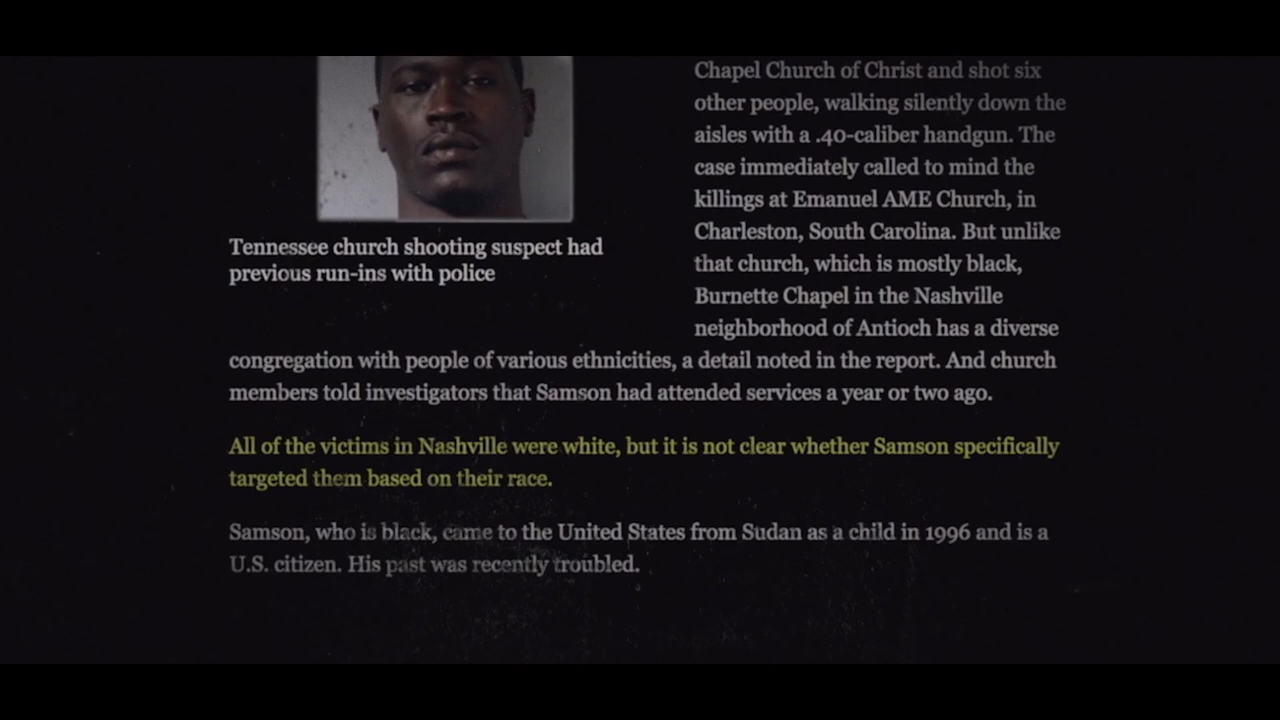 Chapel Church of Christ and shot six
other people, walking silently down the
aisles with a .40-caliber handgun. The
case immediately called to mind the
killings at Emanuel AME Church, in
Charleston, South Carolina. But unlike
that church, which is mostly black,
Burnette Chapel in the Nashville
neighborhood of Antioch has a diverse
Tennessee church shooting suspect had
previous run-ins with police
congregation with people of various ethnicities, a detail noted in the report. And church
members told investigators that Samson had attended services a year or two ago.
All of the victims in Nashville were white, but it is not clear whether Samson specifically
targeted them based on their race.
Samson, who is black, came to the United States from Sudan as a child in 1996 and is a
U.S. citizen. His past was recently troubled.